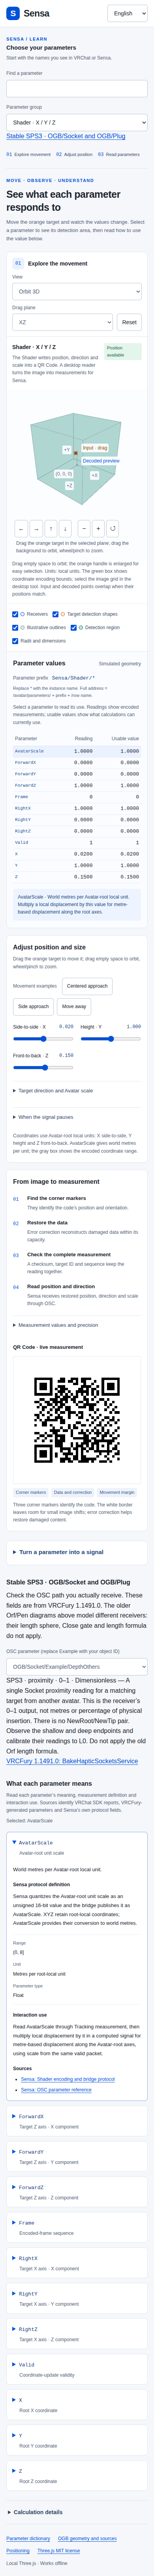 S Sensa
English
SENSA / LEARN
Choose your parameters
Start with the names you see in VRChat or Sensa.
Find a parameter
Parameter group
Shader · X / Y / Z
Stable SPS3 · OGB/Socket and OGB/Plug
01 Explore movement 02 Adjust position 03 Read parameters
MOVE · OBSERVE · UNDERSTAND
See what each parameter
responds to
Move the orange target and watch the values change. Select
a parameter to see its detection area, then read how to use
the value below.
01 Explore the movement
View
Orbit 3D
Drag plane
XZ
Reset
Shader · X / Y / Z
Position available
The Shader writes position, direction and
scale into a QR Code. A desktop reader
turns the image into measurements for
Sensa.
+Y
Input · drag
Decoded preview
(0, 0, 0)
+X
+Z
← → ↑ ↓ − + ↺
Drag the orange target in the selected plane; drag the
background to orbit; wheel/pinch to zoom.
Drag empty space to orbit; the orange handle is enlarged for
easy selection. Units: local units. The green box shows
coordinate encoding bounds; select the image grid in the
desktop tool. Input and decoded points overlap when their
positions match.
Receivers
Target detection shapes
Illustrative outlines
Detection region
Radii and dimensions
Parameter values
Simulated geometry
Parameter prefix Sensa/Shader/*
Replace * with the instance name; Full address =
/avatar/parameters/ + prefix + Row name.
Select a parameter to read its use. Readings show encoded
measurements; usable values show what calculations can
currently use.
Parameter Reading Usable value
AvatarScale 1.0000 1.0000
ForwardX 0.0000 0.0000
ForwardY 0.0000 0.0000
ForwardZ 1.0000 1.0000
Frame 0 0
RightX 1.0000 1.0000
RightY 0.0000 0.0000
RightZ 0.0000 0.0000
Valid 1 1
X 0.0200 0.0200
Y 1.0000 1.0000
Z 0.1500 0.1500
AvatarScale · World metres per Avatar-root local unit.
Multiply a local displacement by this value for metre-
based displacement along the root axes.
Adjust position and size
Drag the orange target to move it; drag empty space to orbit,
wheel/pinch to zoom.
Movement examples
Centered approach
Side approach
Move away
Side-to-side · X 0.020
Height · Y 1.000
Front-to-back · Z 0.150
Target direction and Avatar scale
When the signal pauses
Coordinates use Avatar-root local units: X side-to-side, Y
height and Z front-to-back. AvatarScale represents root unit
size; the gray box shows the encoded coordinate range.
From image to measurement
01 Find the corner markers
They identify the code's position and orientation.
02 Restore the data
Error correction reconstructs damaged data within its
capacity.
03 Check the complete measurement
A checksum, target ID and sequence keep the
reading together.
04 Read position and direction
Sensa receives restored position, direction and scale
through OSC.
Measurement values and precision
QR Code · live measurement
Corner markers
Data and correction
Movement margin
Three corner markers identify the code. The white border
leaves room for small image shifts; error correction helps
restore damaged content.
Turn a parameter into a signal
Stable SPS3 · OGB/Socket and OGB/Plug
Check the OSC path you actually receive. These
fields are from VRCFury 1.1491.0. The older
Orf/Pen diagrams above model different receivers:
their length sphere, Close gate and length formula
do not apply.
OSC parameter (replace Example with your object ID)
OGB/Socket/Example/DepthOthers
SPS3 · proximity · 0–1 · Dimensionless — A
single Socket proximity reading for a matching
target from another avatar. This is the receiver's
0–1 output, not metres or percentage of physical
insertion. There is no NewRoot/NewTip pair.
Observe the shallow and deep endpoints and
calibrate their readings to L0. Do not apply the old
Orf length formula.
VRCFury 1.1491.0: BakeHapticSocketsService
What each parameter means
Read each parameter's meaning, measurement definition and
interaction use. Sources identify VRChat SDK reports, VRCFury-
generated parameters and Sensa's own protocol fields.
Selected: AvatarScale
AvatarScale
Avatar-root unit scale
World metres per Avatar-root local unit.
Sensa protocol definition
Sensa quantizes the Avatar-root unit scale as an
unsigned 16-bit value and the bridge publishes it as
AvatarScale. XYZ retain root-local coordinates;
AvatarScale provides their conversion to world metres.
Range
(0, 8]
Unit
Metres per root-local unit
Parameter type
Float
Interaction use
Read AvatarScale through Tracking measurement, then
multiply root-axis displacement by it in a computed value for
metre-based displacement along the Avatar-root axes,
using scale from the same valid packet.
Sources
Sensa: Shader encoding and bridge protocol
Sensa: OSC parameter reference
ForwardX
Target Z axis · X component
ForwardY
Target Z axis · Y component
ForwardZ
Target Z axis · Z component
Frame
Encoded-frame sequence
RightX
Target X axis · X component
RightY
Target X axis · Y component
RightZ
Target X axis · Z component
Valid
Coordinate-update validity
X
Root X coordinate
Y
Root Y coordinate
Z
Root Z coordinate
Calculation details
Parameter dictionary OGB geometry and sources
Positioning Three.js MIT license
Local Three.js · Works offline